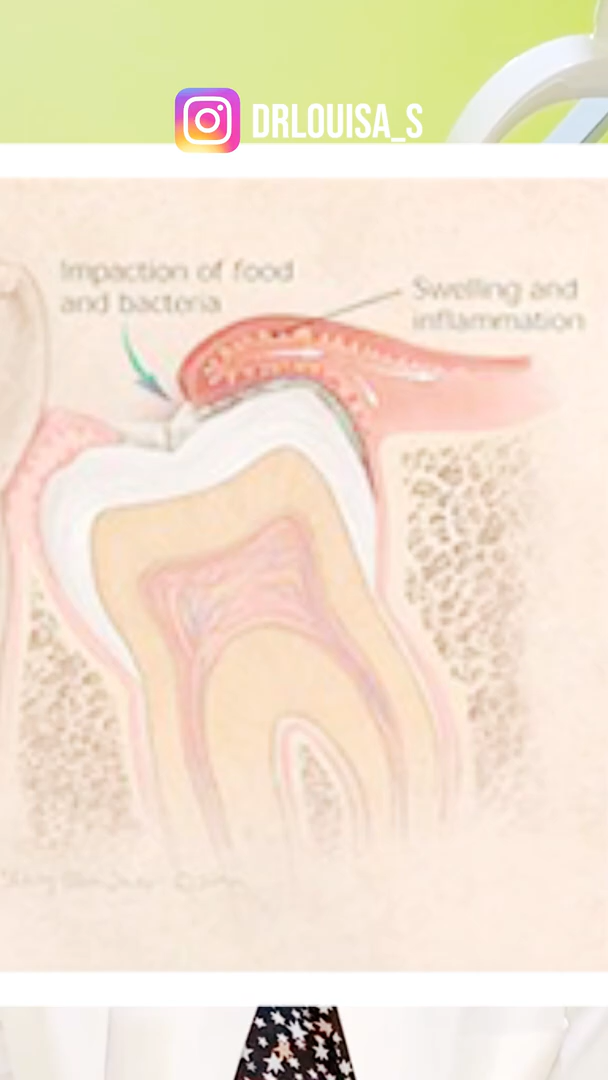 DRLOUISA_S
Impaction of food
and bacteria
Swelling and
inflammation